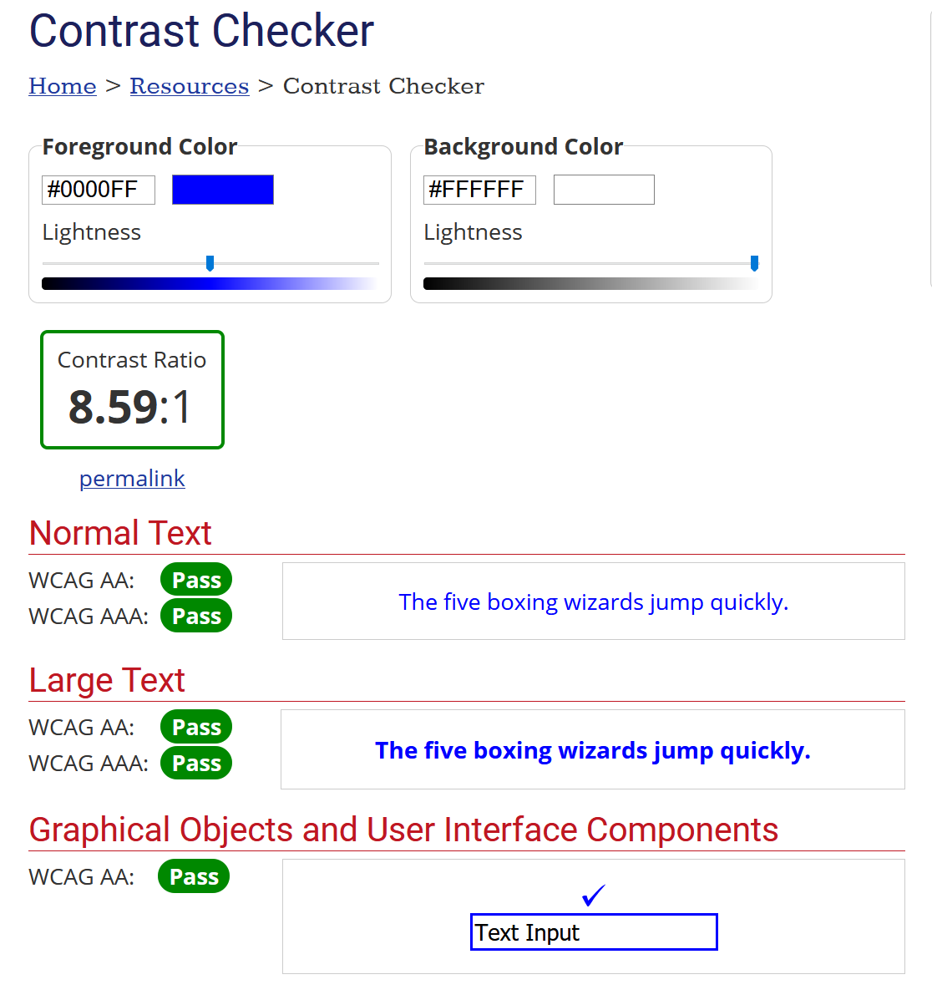 Contrast Checker
Home > Resources > Contrast Checker
Foreground Color
#0000FF
Lightness
Background Color
#FFFFFF
Lightness
Contrast Ratio
8.59:1
permalink
Normal Text
WCAG AA: Pass
WCAG AAA: Pass
The five boxing wizards jump quickly.
Large Text
WCAG AA: Pass
WCAG AAA: Pass
The five boxing wizards jump quickly.
Graphical Objects and User Interface Components
WCAG AA: Pass
✓
Text Input